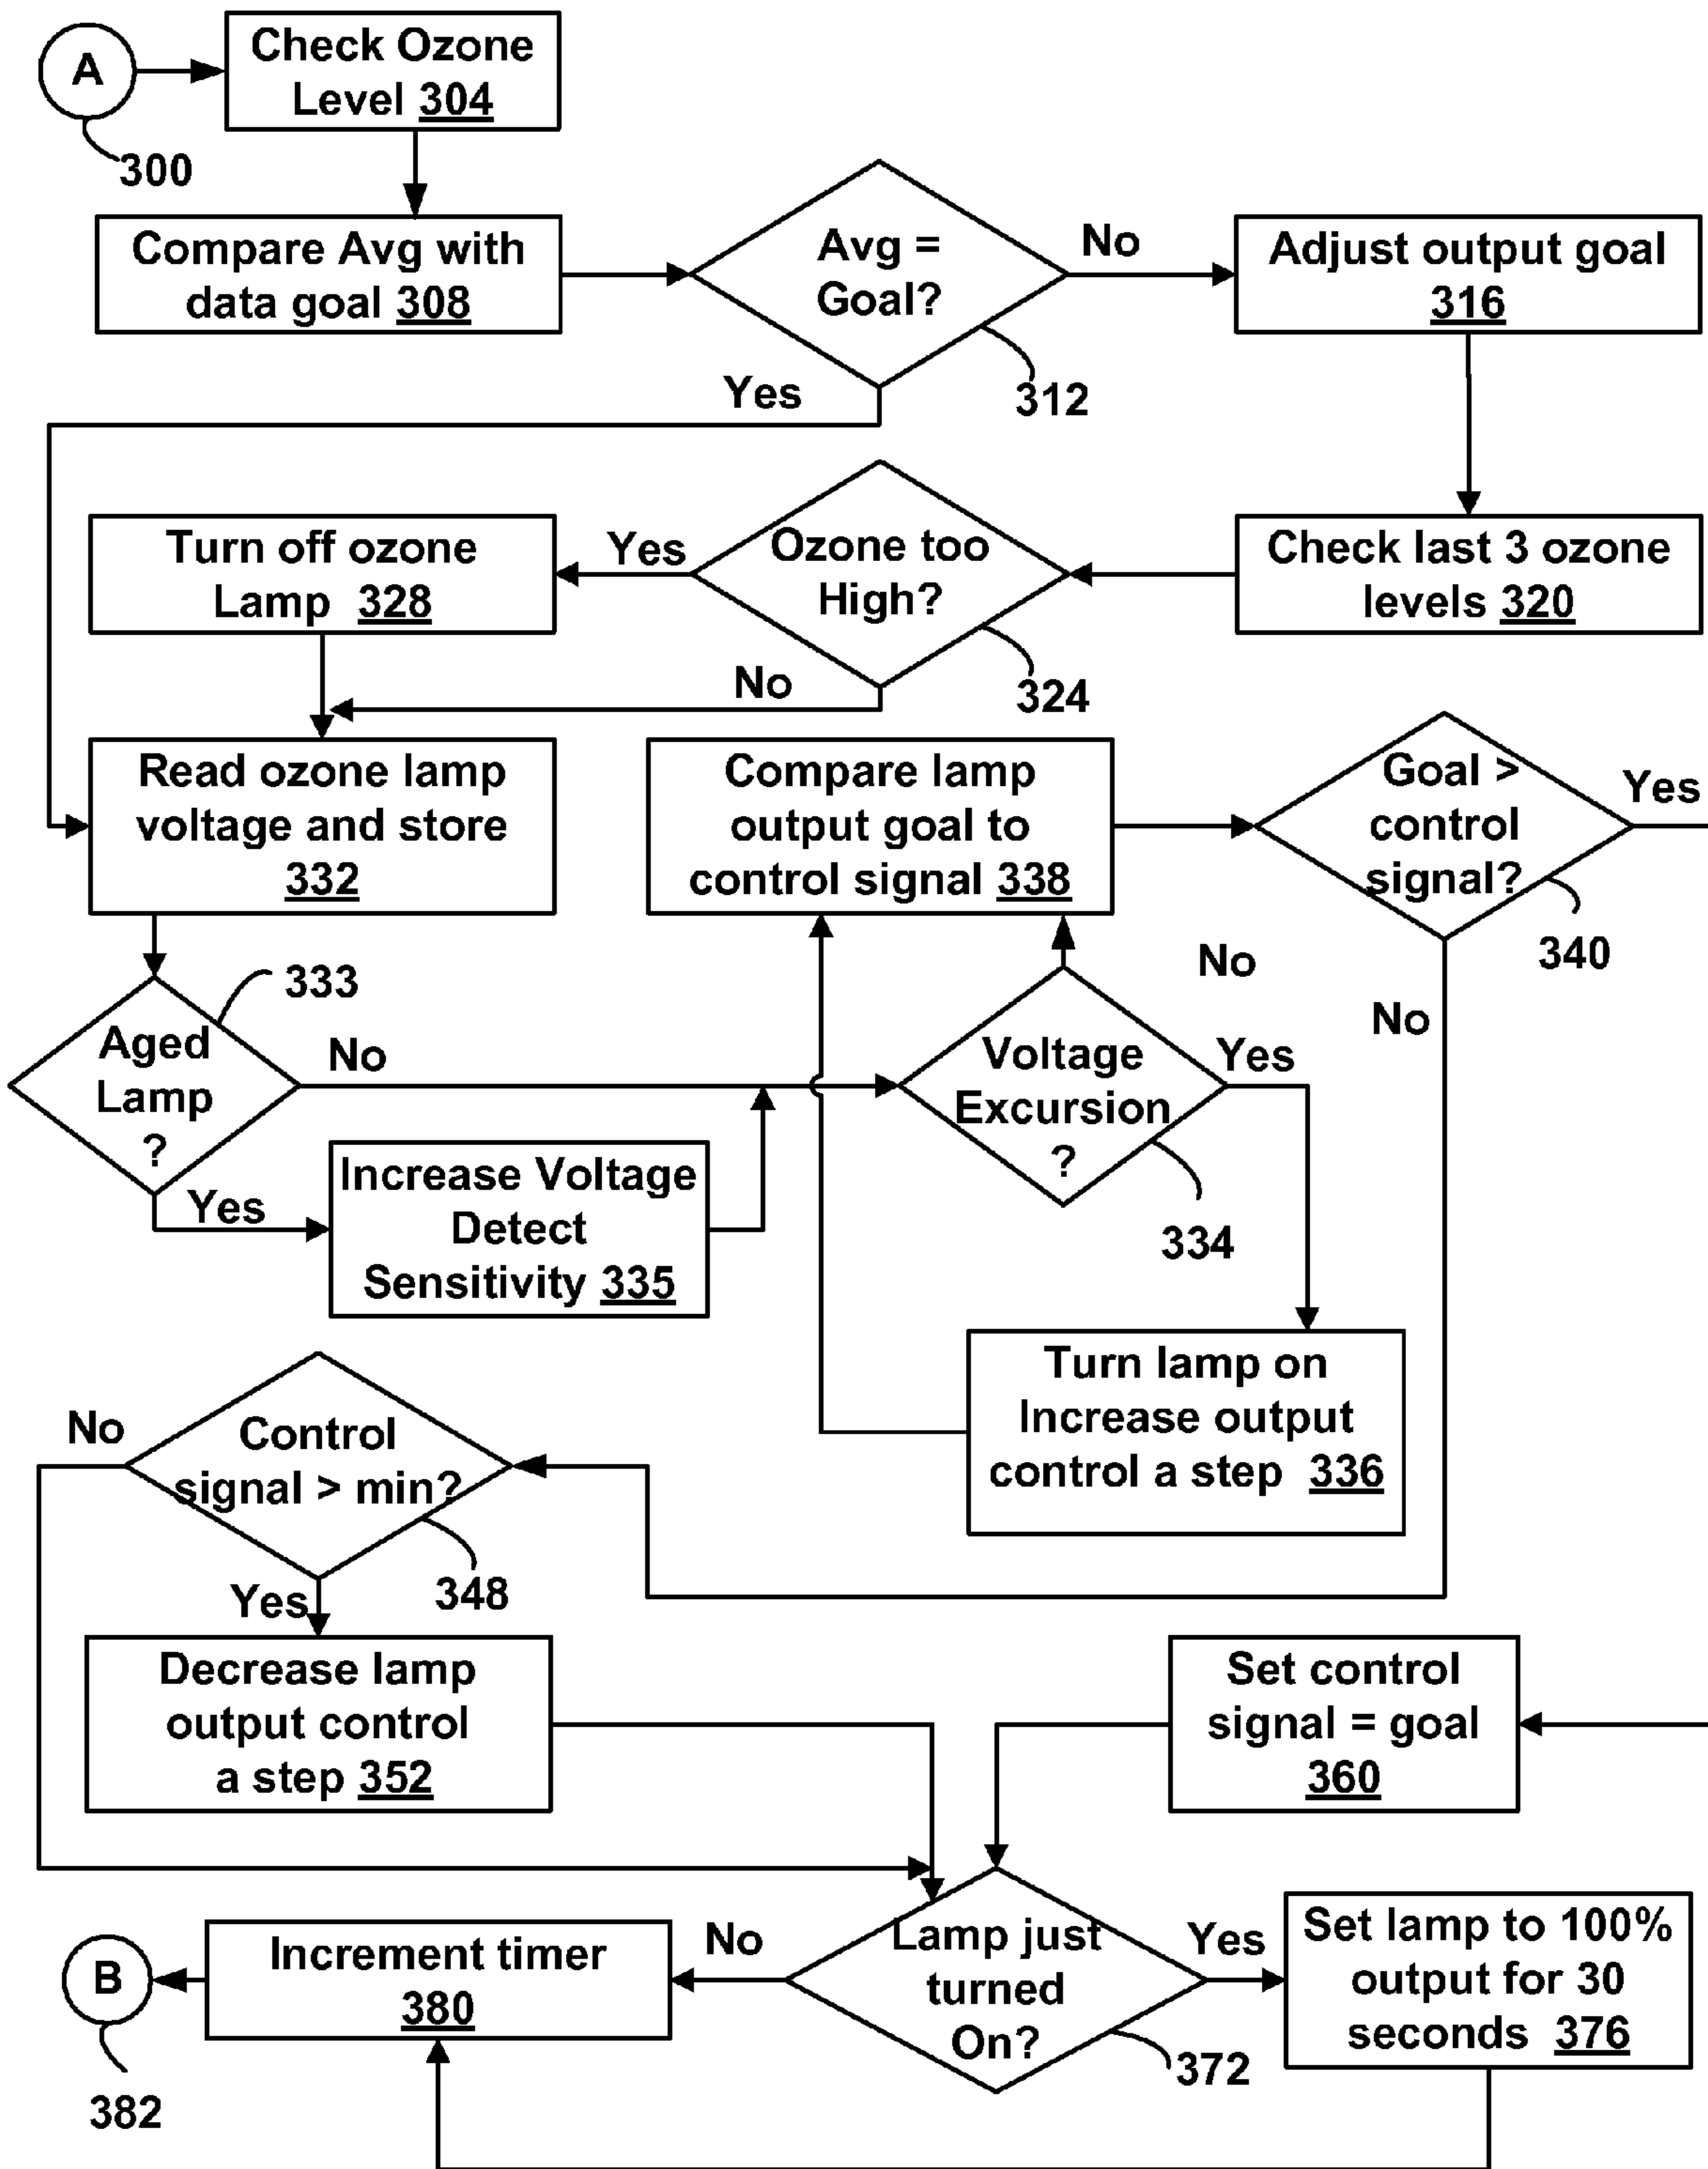 A
300
Check Ozone
Level 304
Compare Avg with
data goal 308
Avg =
Goal?
312
No
Yes
Adjust output goal
316
Check last 3 ozone
levels 320
Ozone too
High?
324
Yes
No
Turn off ozone
Lamp 328
Read ozone lamp
voltage and store
332
Compare lamp
output goal to
control signal 338
Goal >
control
signal?
340
Yes
No
Aged
Lamp
?
333
No
Yes
Increase Voltage
Detect
Sensitivity 335
Voltage
Excursion
?
334
No
Yes
Turn lamp on
Increase output
control a step 336
Control
signal > min?
348
No
Yes
Decrease lamp
output control
a step 352
Set control
signal = goal
360
Lamp just
turned
On?
372
Yes
No
Set lamp to 100%
output for 30
seconds 376
Increment timer
380
B
382